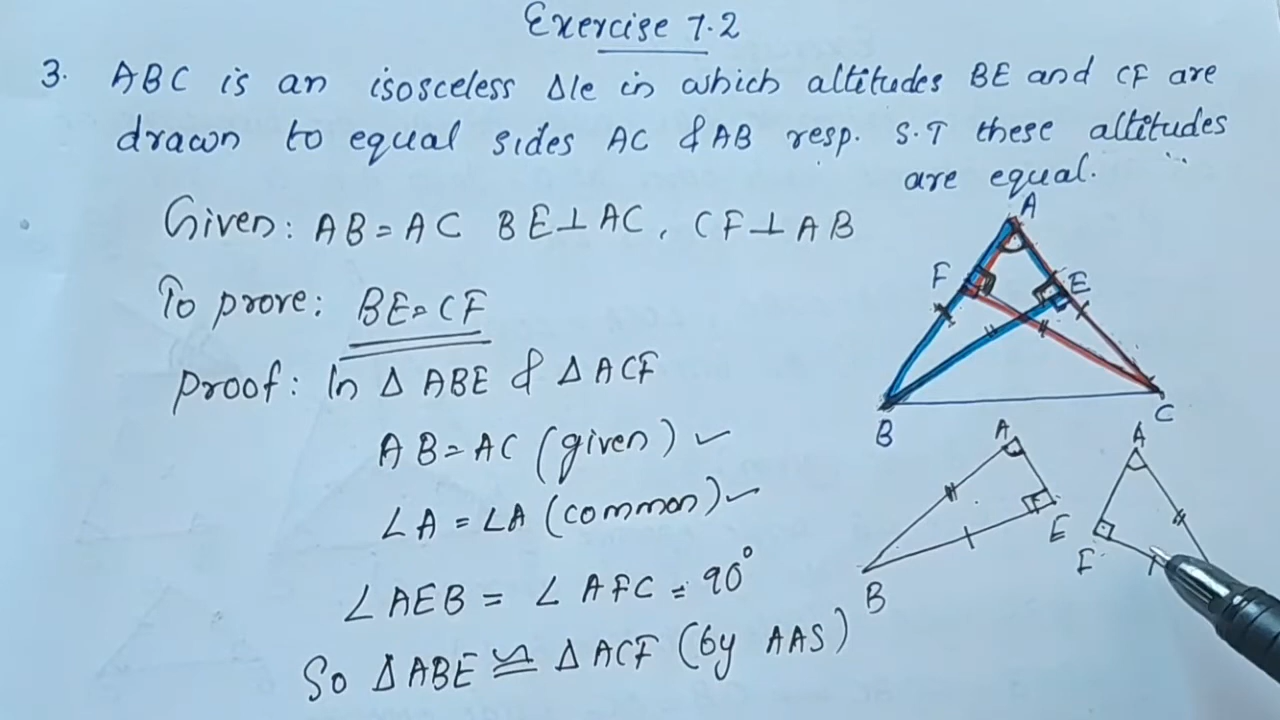 Exercise 7.2
3. ABC is an isosceless Δle in which altitudes BE and CF are
drawn to equal sides AC & AB resp. S.T these altitudes
are equal.
Given: AB = AC BE⊥AC, CF⊥AB
To prove: BE = CF
Proof: In Δ ABE & Δ ACF
AB = AC (given) ✓
∠A = ∠A (common) ✓
∠AEB = ∠AFC = 90°
So ΔABE ≅ ΔACF (by AAS)
A
F
E
B
C
A
E
B
A
F